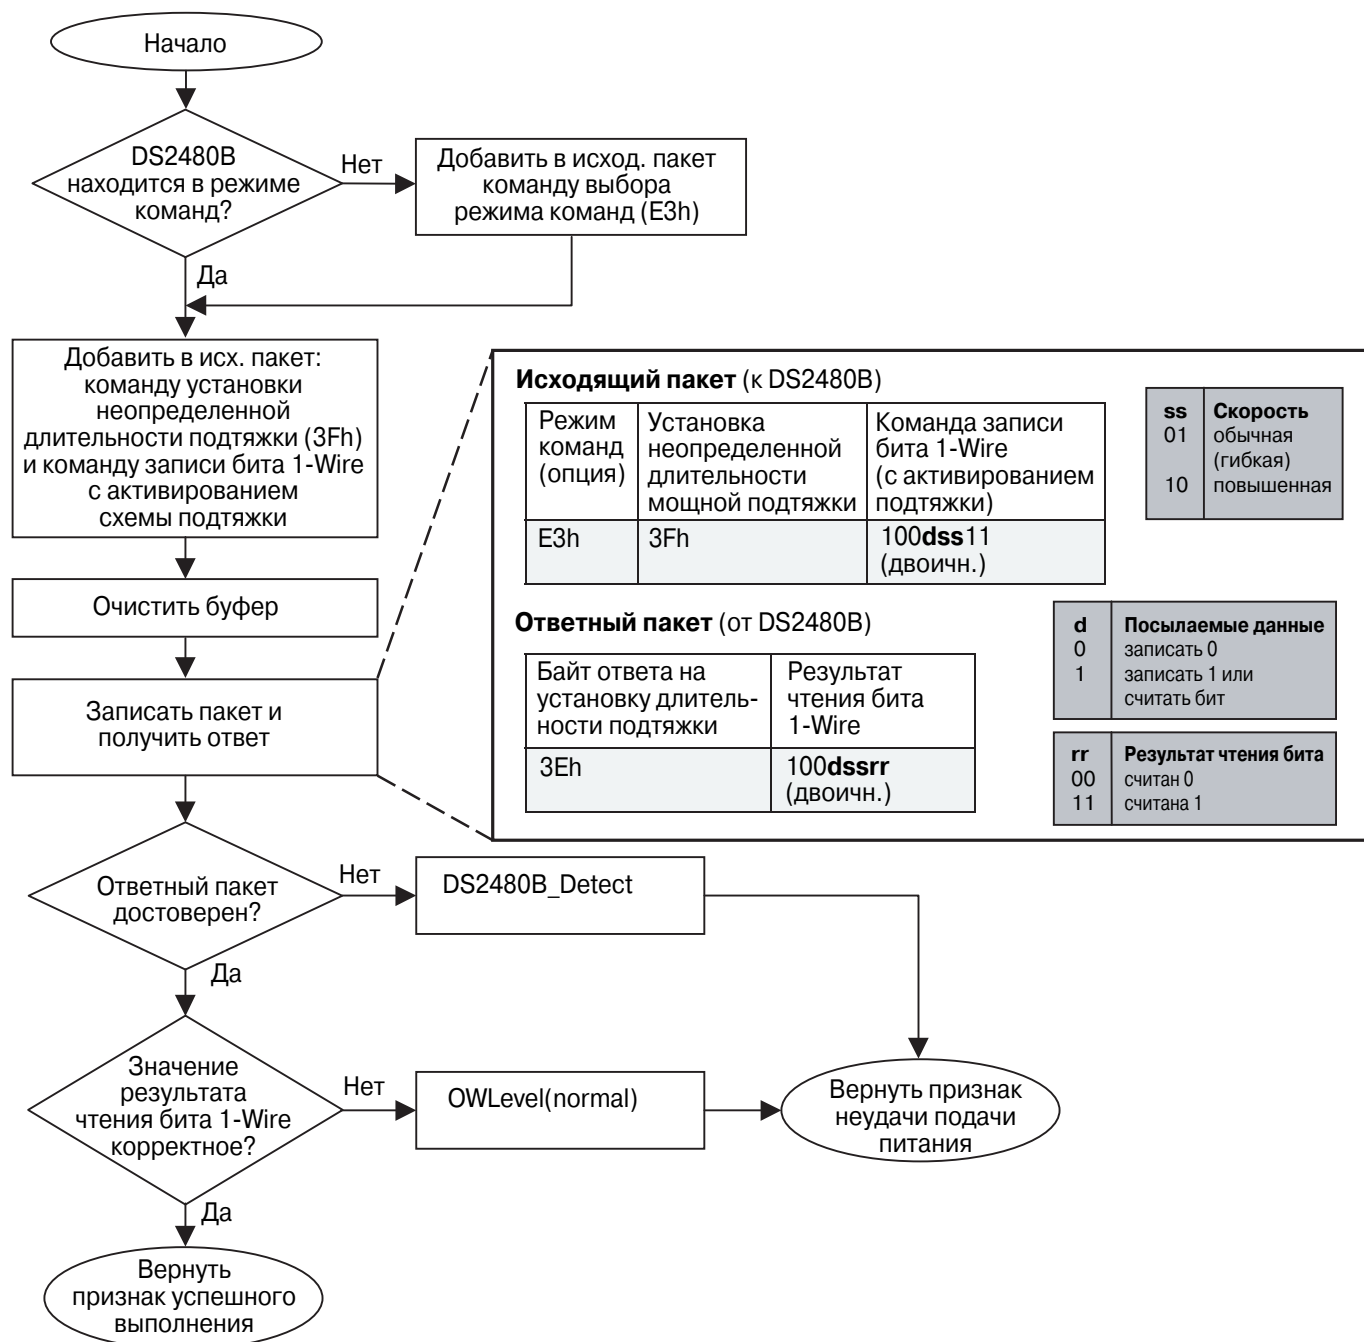 Начало
DS2480B
находится в режиме
команд?
Нет
Добавить в исход. пакет
команду выбора
режима команд (E3h)
Да
Добавить в исх. пакет:
команду установки
неопределенной
длительности подтяжки (3Fh)
и команду записи бита 1-Wire
с активированием
схемы подтяжки
Очистить буфер
Записать пакет и
получить ответ
Исходящий пакет (к DS2480B)
Режим
команд
(опция)
Установка
неопределенной
длительности
мощной подтяжки
Команда записи
бита 1-Wire
(с активированием
подтяжки)
E3h
3Fh
100dss11
(двоичн.)
ss Скорость
01 обычная
(гибкая)
10 повышенная
Ответный пакет (от DS2480B)
Байт ответа на
установку длитель-
ности подтяжки
Результат
чтения бита
1-Wire
3Eh
100dssrr
(двоичн.)
d Посылаемые данные
0 записать 0
1 записать 1 или
считать бит
rr Результат чтения бита
00 считан 0
11 считана 1
Ответный пакет
достоверен?
Нет
DS2480B_Detect
Да
Значение
результата
чтения бита 1-Wire
корректное?
Нет
OWLevel(normal)
Вернуть признак
неудачи подачи
питания
Да
Вернуть
признак успешного
выполнения